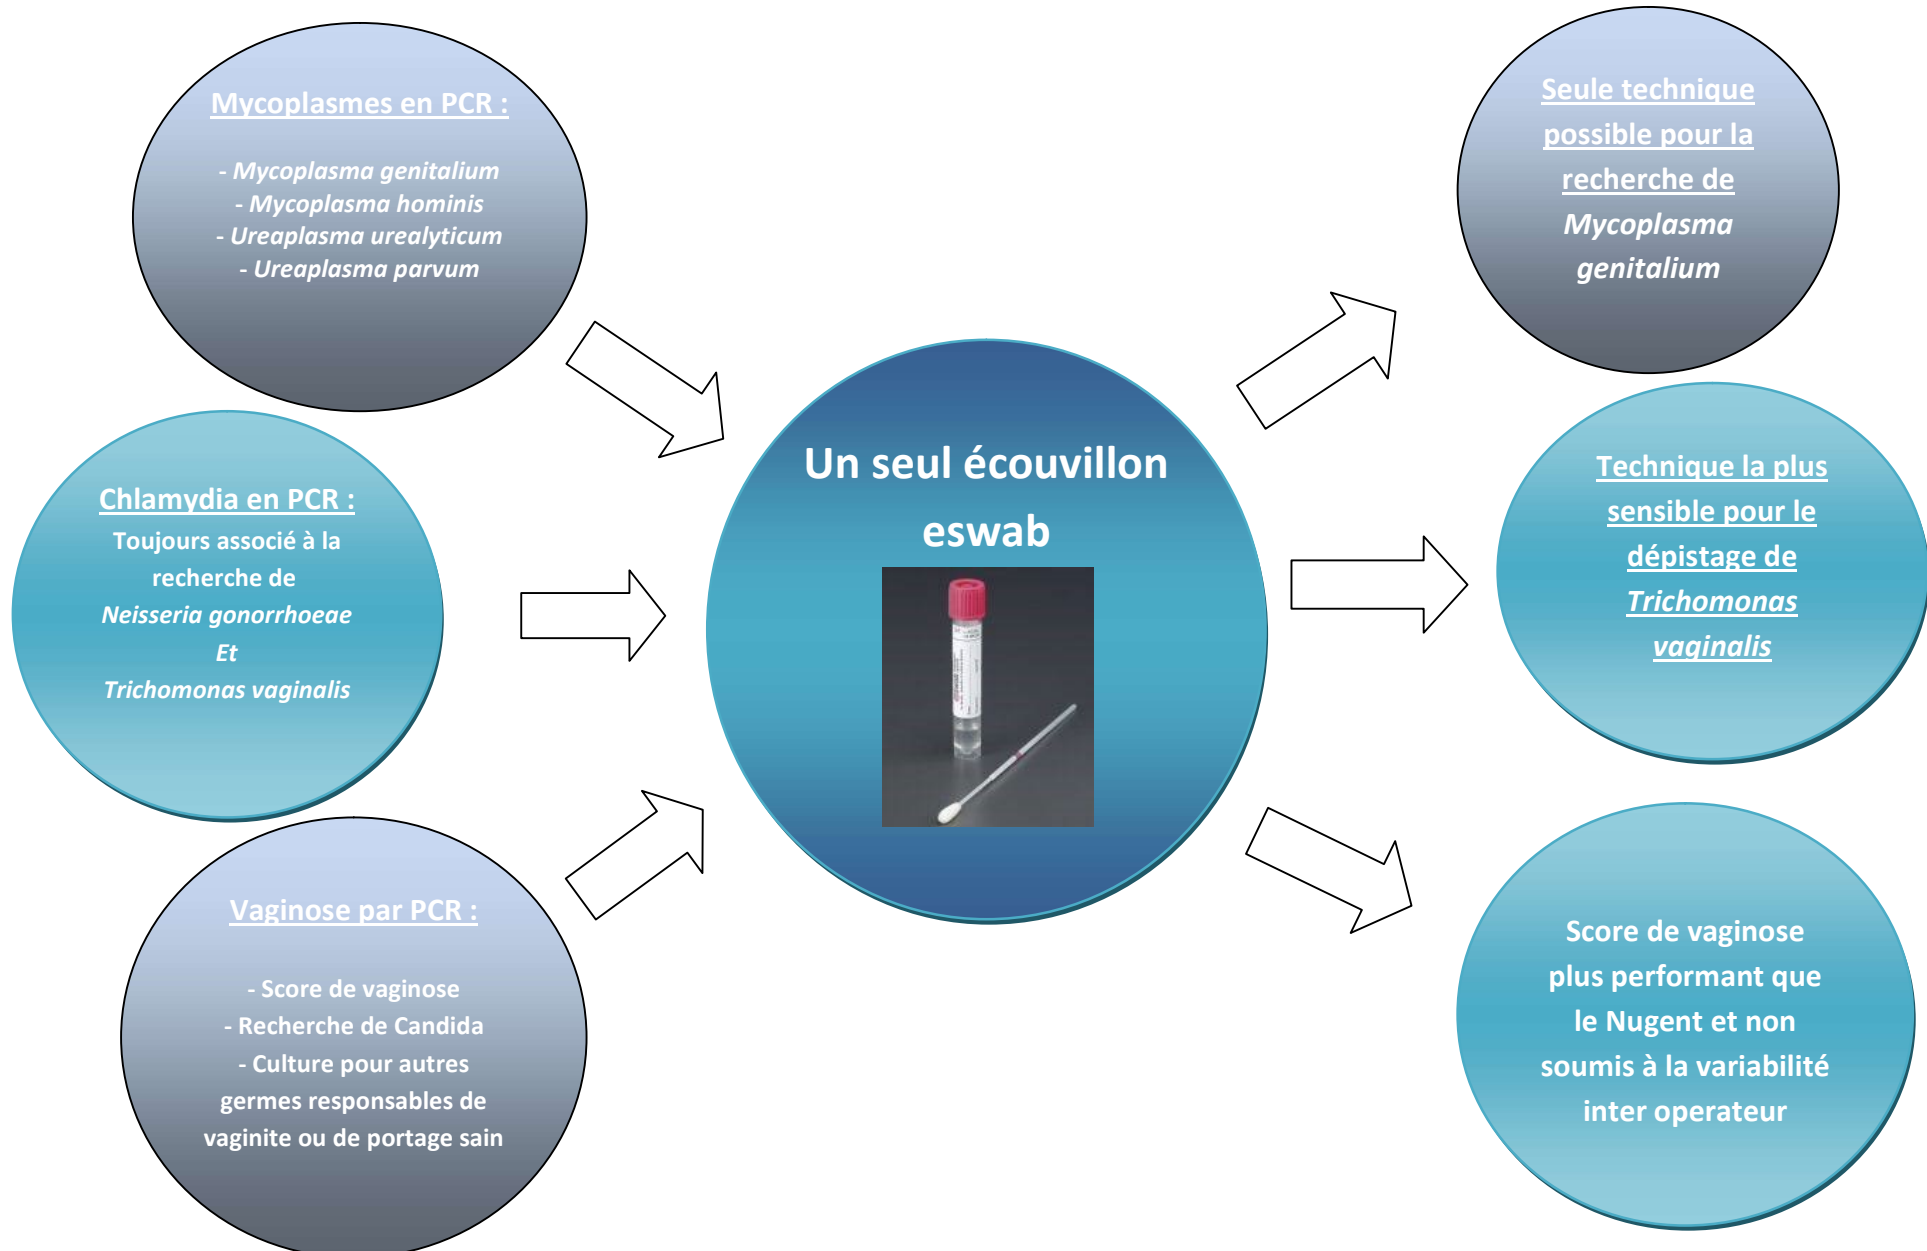 Mycoplasmes en PCR :
- Mycoplasma genitalium
- Mycoplasma hominis
- Ureaplasma urealyticum
- Ureaplasma parvum
Chlamydia en PCR :
Toujours associé à la
recherche de
Neisseria gonorrhoeae
Et
Trichomonas vaginalis
Vaginose par PCR :
- Score de vaginose
- Recherche de Candida
- Culture pour autres
germes responsables de
vaginite ou de portage sain
Un seul écouvillon
eswab
Seule technique
possible pour la
recherche de
Mycoplasma
genitalium
Technique la plus
sensible pour le
dépistage de
Trichomonas
vaginalis
Score de vaginose
plus performant que
le Nugent et non
soumis à la variabilité
inter operateur